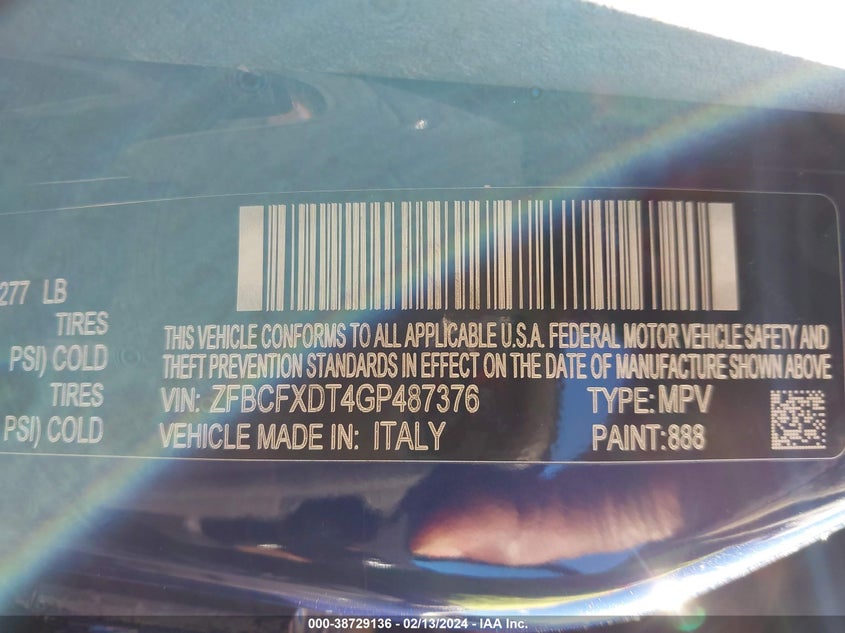 277 LB
TIRES
PSI) COLD
TIRES
PSI) COLD
THIS VEHICLE CONFORMS TO ALL APPLICABLE U.S.A. FEDERAL MOTOR VEHICLE SAFETY AND
THEFT PREVENTION STANDARDS IN EFFECT ON THE DATE OF MANUFACTURE SHOWN ABOVE
VIN: ZFBCFXDT4GP487376 TYPE: MPV
VEHICLE MADE IN: ITALY PAINT:888
000-38729136 - 02/13/2024 - IAA Inc.